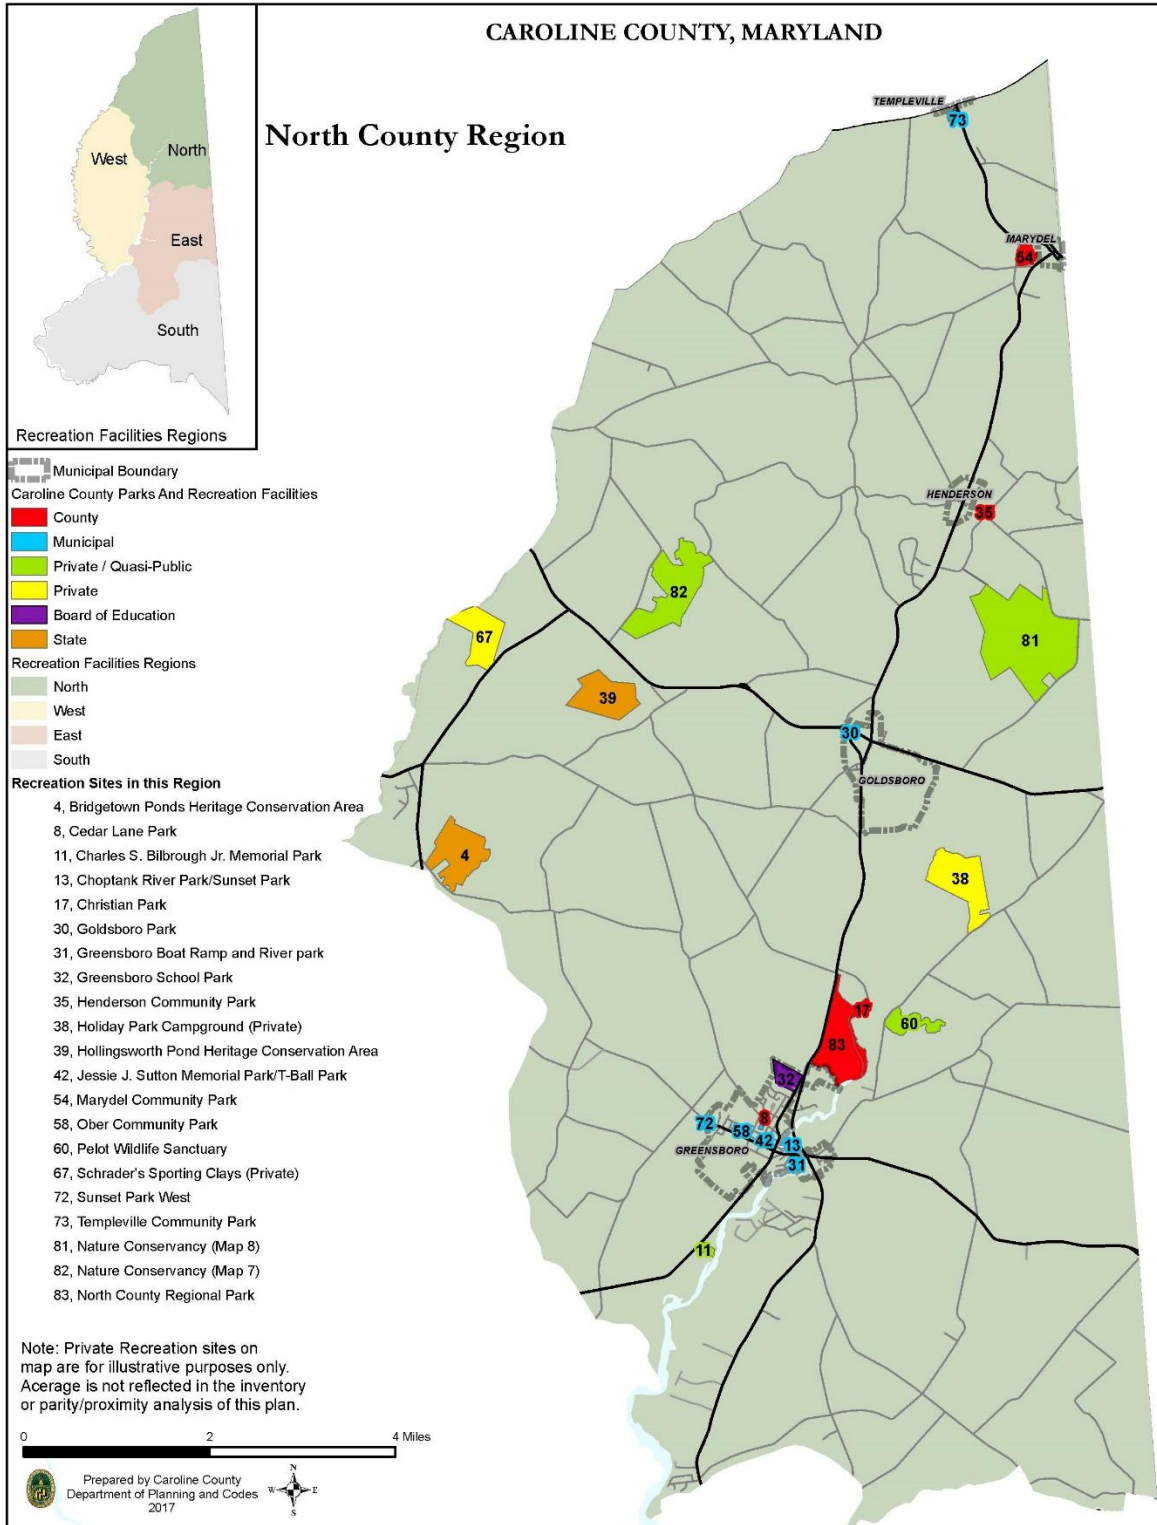 CAROLINE COUNTY, MARYLAND
North County Region
West
North
East
South
Recreation Facilities Regions
Municipal Boundary
Caroline County Parks And Recreation Facilities
County
Municipal
Private / Quasi-Public
Private
Board of Education
State
Recreation Facilities Regions
North
West
East
South
Recreation Sites in this Region
4, Bridgetown Ponds Heritage Conservation Area
8, Cedar Lane Park
11, Charles S. Bilbrough Jr. Memorial Park
13, Choptank River Park/Sunset Park
17, Christian Park
30, Goldsboro Park
31, Greensboro Boat Ramp and River park
32, Greensboro School Park
35, Henderson Community Park
38, Holiday Park Campground (Private)
39, Hollingsworth Pond Heritage Conservation Area
42, Jessie J. Sutton Memorial Park/T-Ball Park
54, Marydel Community Park
58, Ober Community Park
60, Pelot Wildlife Sanctuary
67, Schrader's Sporting Clays (Private)
72, Sunset Park West
73, Templeville Community Park
81, Nature Conservancy (Map 8)
82, Nature Conservancy (Map 7)
83, North County Regional Park
Note: Private Recreation sites on
map are for illustrative purposes only.
Acerage is not reflected in the inventory
or parity/proximity analysis of this plan.
0 2 4 Miles
Prepared by Caroline County
Department of Planning and Codes
2017
N
W E
S
TEMPLEVILLE
73
MARYDEL
54
HENDERSON
35
82
81
67
39
30
GOLDSBORO
4
38
17
60
83
32
8
72
58
42
13
GREENSBORO
31
11